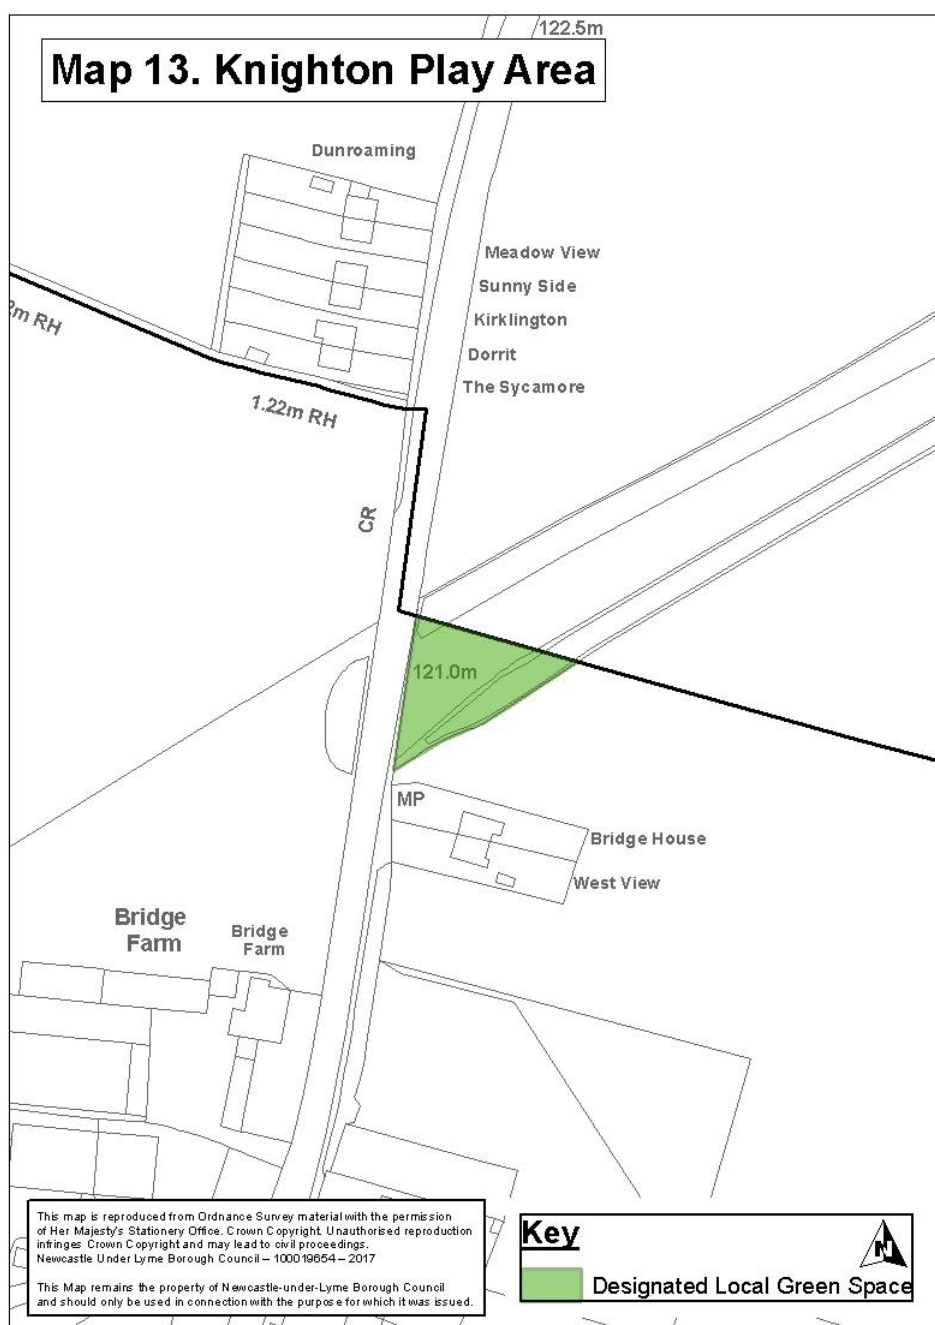 122.5m
Map 13. Knighton Play Area
Dunroaming
Meadow View
Sunny Side
Kirklington
Dorrit
The Sycamore
2m RH
1.22m RH
CR
121.0m
MP
Bridge House
West View
Bridge
Farm
Bridge
Farm
This map is reproduced from Ordnance Survey material with the permission
of Her Majesty's Stationery Office. Crown Copyright. Unauthorised reproduction
infringes Crown Copyright and may lead to civil proceedings.
Newcastle Under Lyme Borough Council – 100019654 – 2017
This Map remains the property of Newcastle-under-Lyme Borough Council
and should only be used in connection with the purpose for which it was issued.
Key
N
Designated Local Green Space